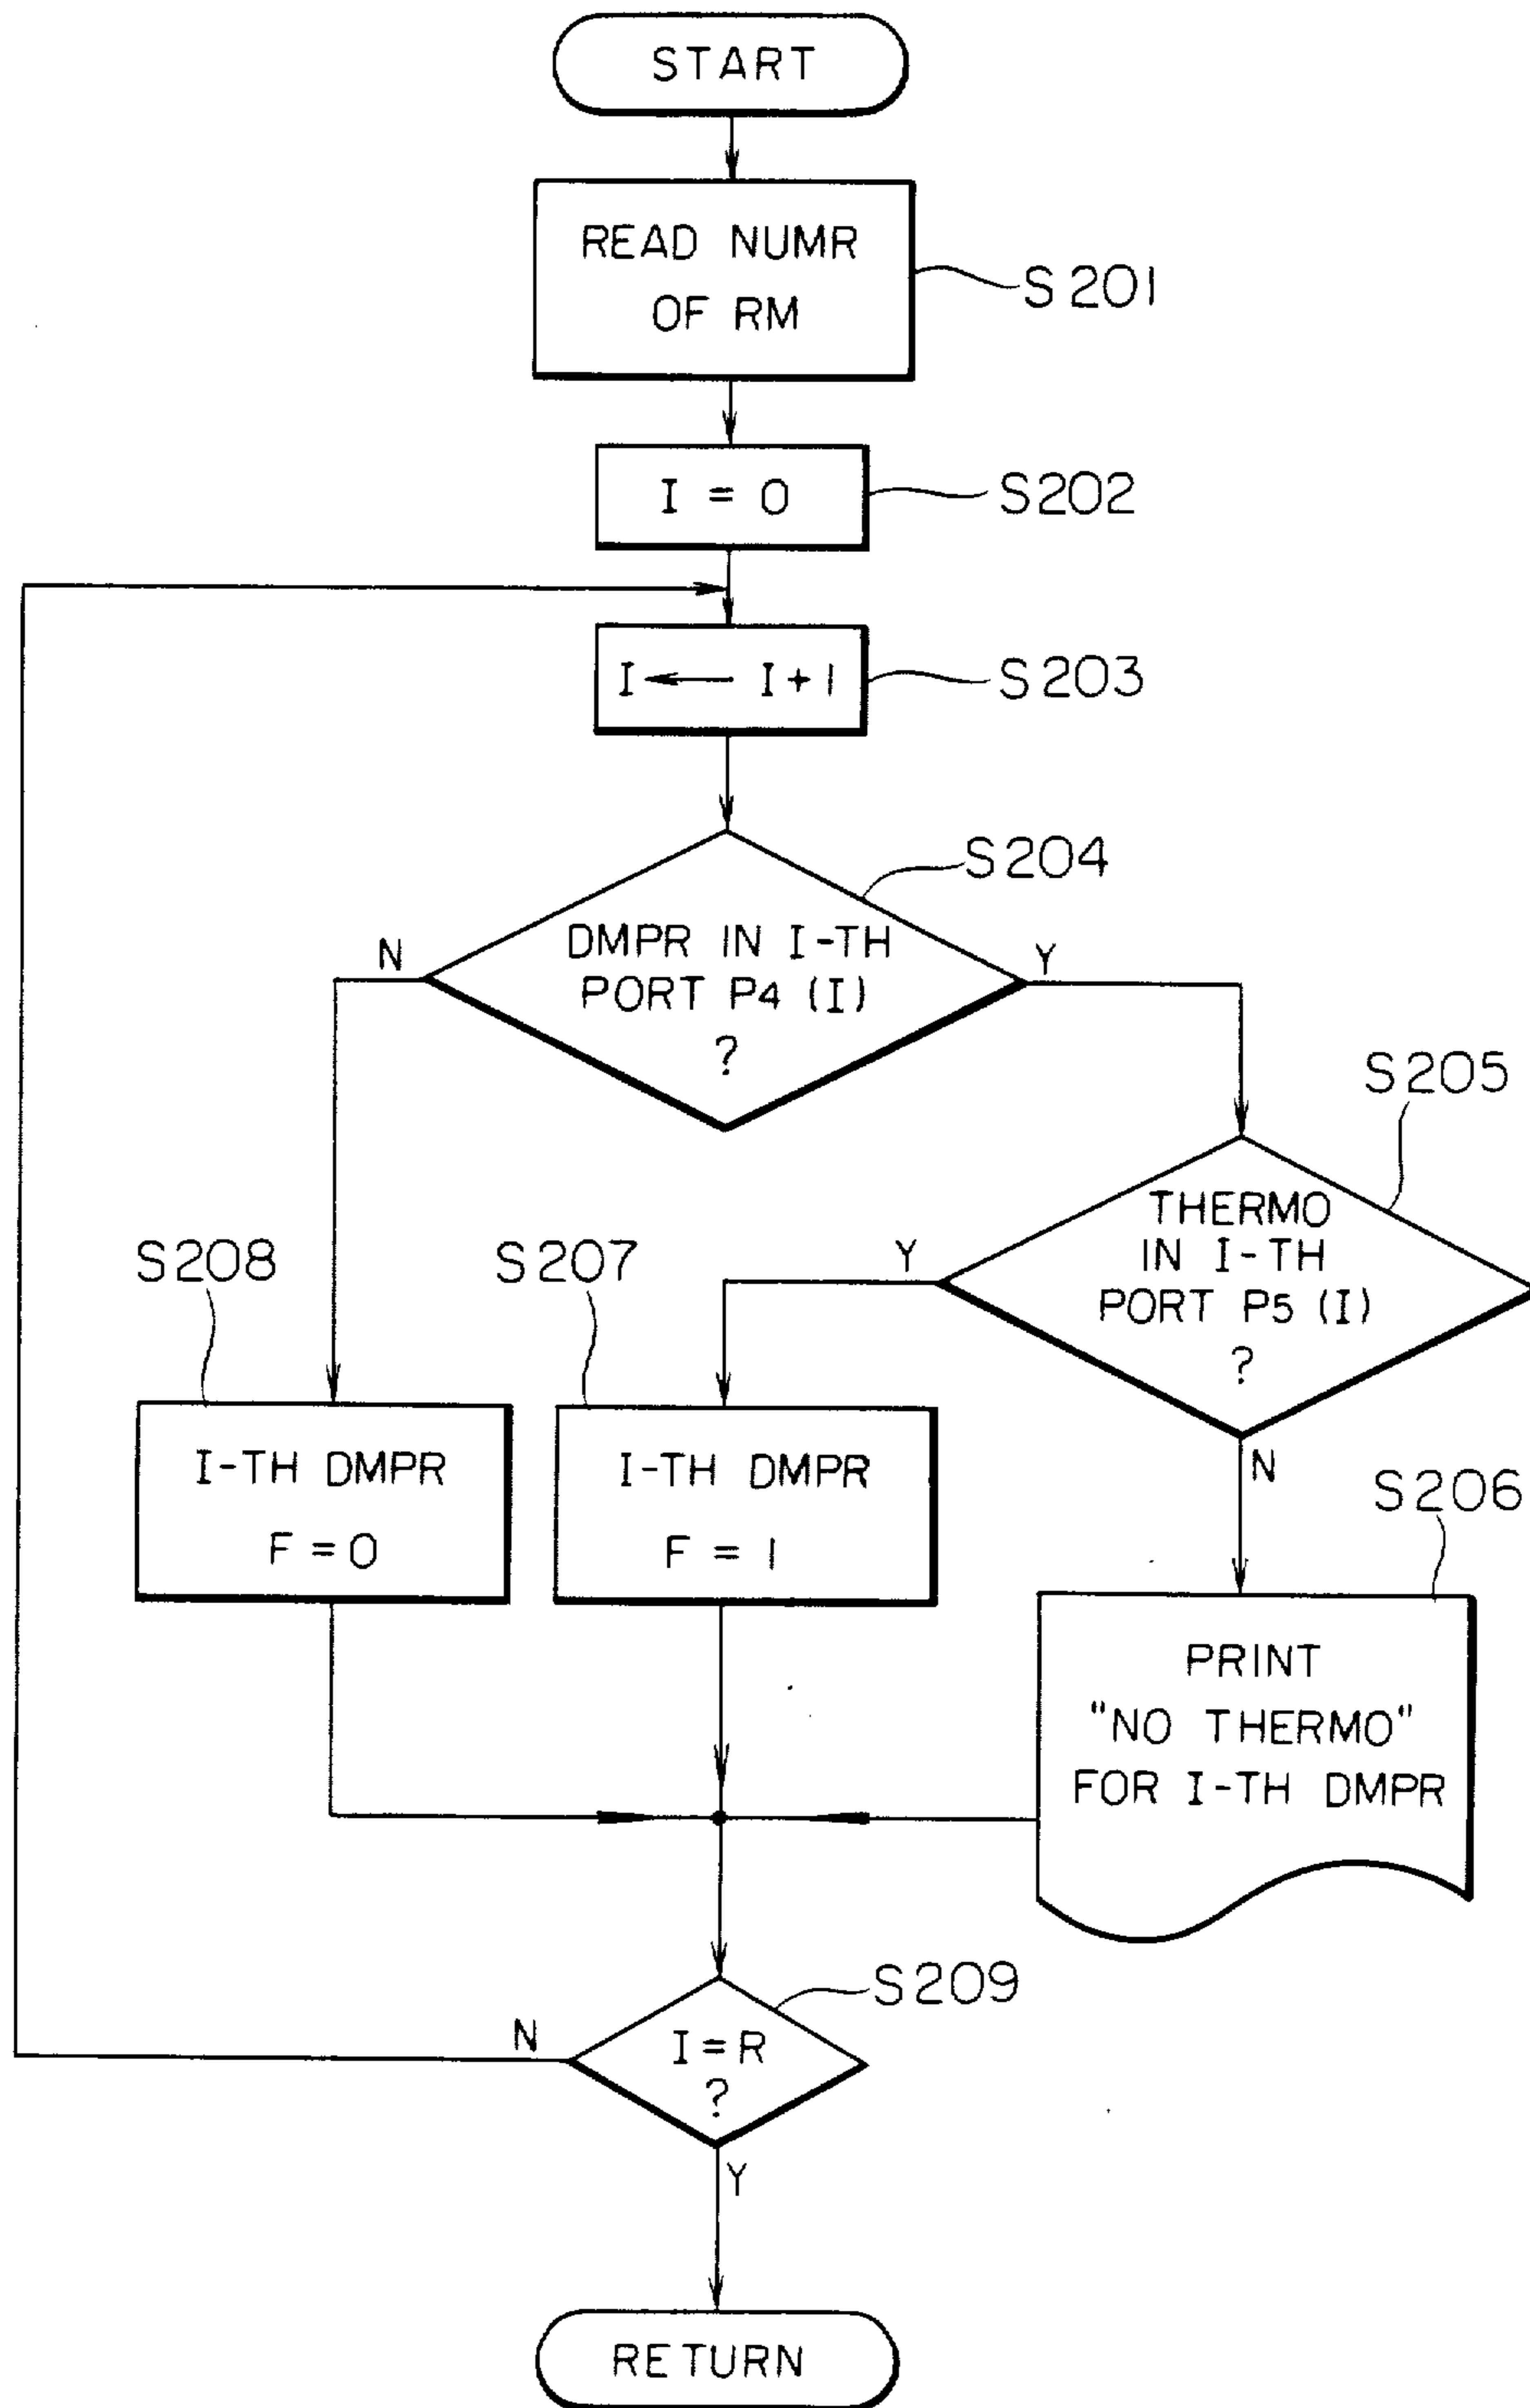 START
READ NUMR
OF RM
S201
I = 0
S202
I ← I+1
S203
S204
DMPR IN I-TH
PORT P4 (I)
?
N
Y
S205
THERMO
IN I-TH
PORT P5 (I)
?
Y
N
S208
S207
I-TH DMPR
F = 0
I-TH DMPR
F = 1
S206
PRINT
"NO THERMO"
FOR I-TH DMPR
S209
I = R
?
N
Y
RETURN